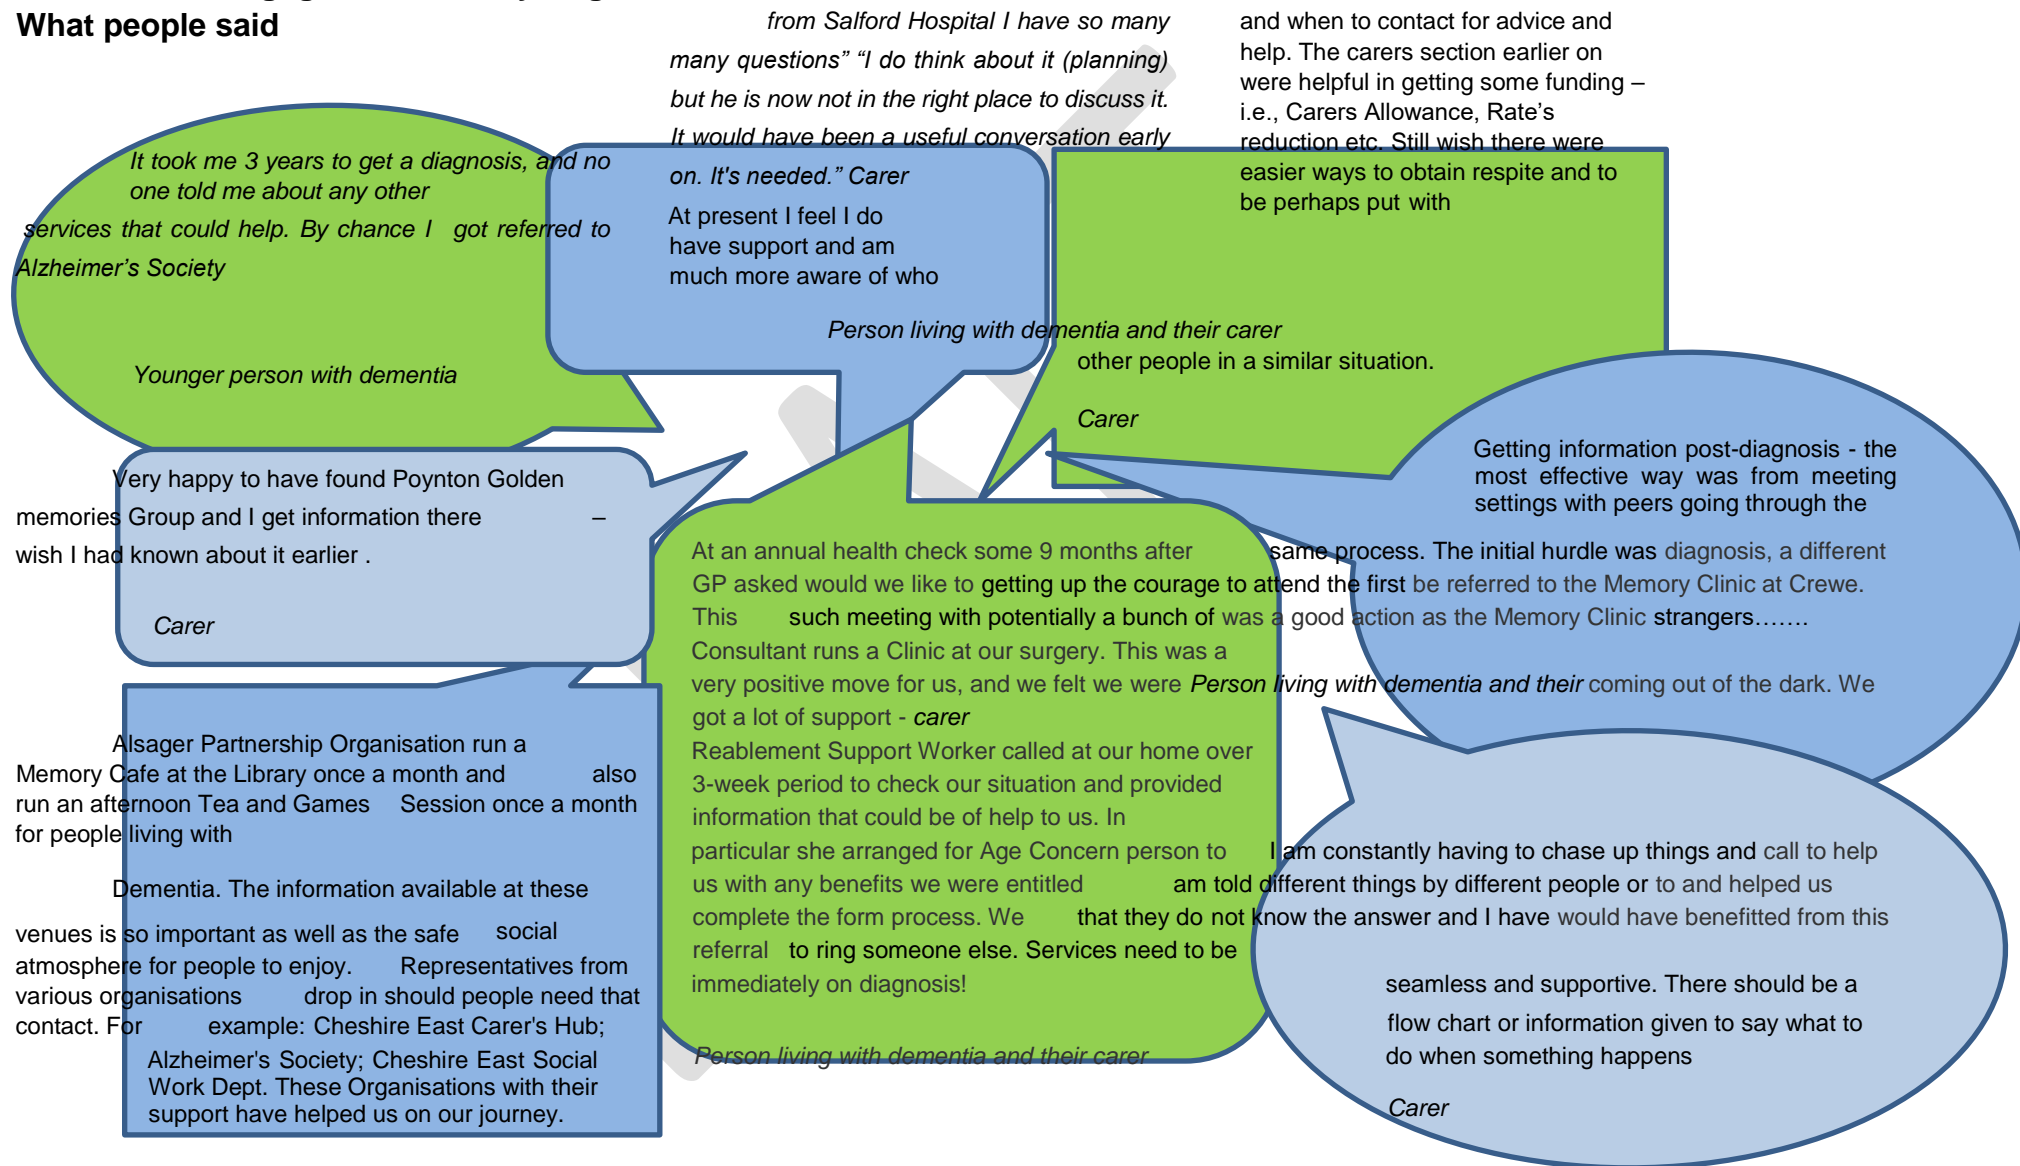 What people said
from Salford Hospital I have so many
many questions” “I do think about it (planning)
but he is now not in the right place to discuss it.
It would have been a useful conversation early
on. It's needed.” Carer
At present I feel I do
have support and am
much more aware of who
and when to contact for advice and
help. The carers section earlier on
were helpful in getting some funding –
i.e., Carers Allowance, Rate’s
reduction etc. Still wish there were
easier ways to obtain respite and to
be perhaps put with
It took me 3 years to get a diagnosis, and no
one told me about any other
services that could help. By chance I got referred to
Alzheimer’s Society
Younger person with dementia
Person living with dementia and their carer
other people in a similar situation.
Carer
Very happy to have found Poynton Golden
memories Group and I get information there –
wish I had known about it earlier .
Carer
Getting information post-diagnosis - the
most effective way was from meeting
settings with peers going through the
At an annual health check some 9 months after same process. The initial hurdle was diagnosis, a different
GP asked would we like to getting up the courage to attend the first be referred to the Memory Clinic at Crewe.
This such meeting with potentially a bunch of was a good action as the Memory Clinic strangers…….
Consultant runs a Clinic at our surgery. This was a
very positive move for us, and we felt we were Person living with dementia and their coming out of the dark. We
got a lot of support - carer
Reablement Support Worker called at our home over
3-week period to check our situation and provided
information that could be of help to us. In
particular she arranged for Age Concern person to I am constantly having to chase up things and call to help
us with any benefits we were entitled am told different things by different people or to and helped us
complete the form process. We that they do not know the answer and I have would have benefitted from this
referral to ring someone else. Services need to be
immediately on diagnosis!
Person living with dementia and their carer
Alsager Partnership Organisation run a
Memory Cafe at the Library once a month and also
run an afternoon Tea and Games Session once a month
for people living with
Dementia. The information available at these
venues is so important as well as the safe social
atmosphere for people to enjoy. Representatives from
various organisations drop in should people need that
contact. For example: Cheshire East Carer's Hub;
Alzheimer's Society; Cheshire East Social
Work Dept. These Organisations with their
support have helped us on our journey.
seamless and supportive. There should be a
flow chart or information given to say what to
do when something happens
Carer